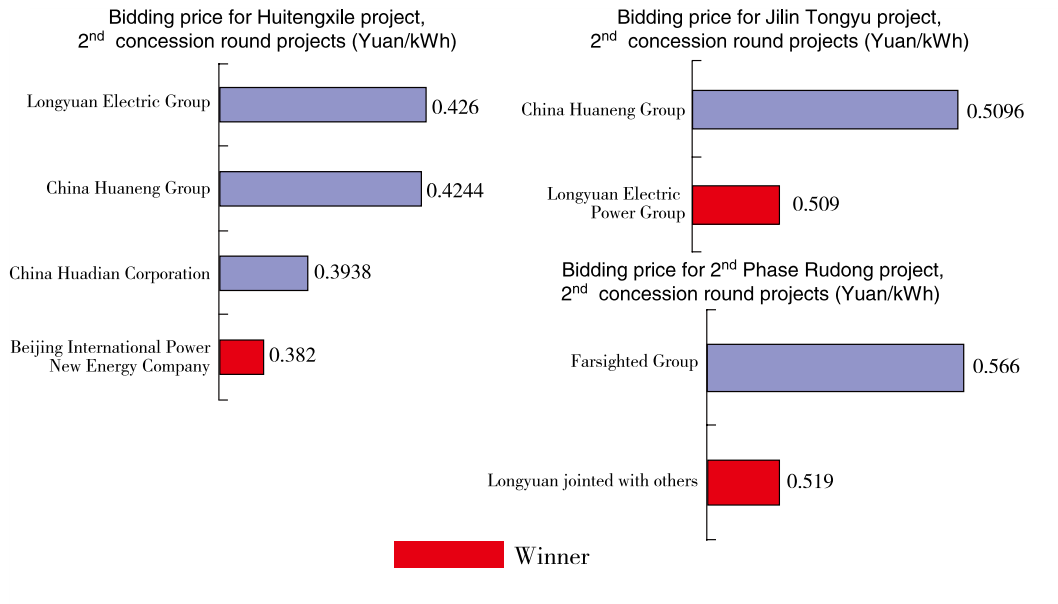 Bidding price for Huitengxile project,
2nd concession round projects (Yuan/kWh)
Longyuan Electric Group
0.426
China Huaneng Group
0.4244
China Huadian Corporation
0.3938
Beijing International Power
New Energy Company
0.382
Bidding price for Jilin Tongyu project,
2nd concession round projects (Yuan/kWh)
China Huaneng Group
0.5096
Longyuan Electric
Power Group
0.509
Bidding price for 2nd Phase Rudong project,
2nd concession round projects (Yuan/kWh)
Farsighted Group
0.566
Longyuan jointed with others
0.519
Winner